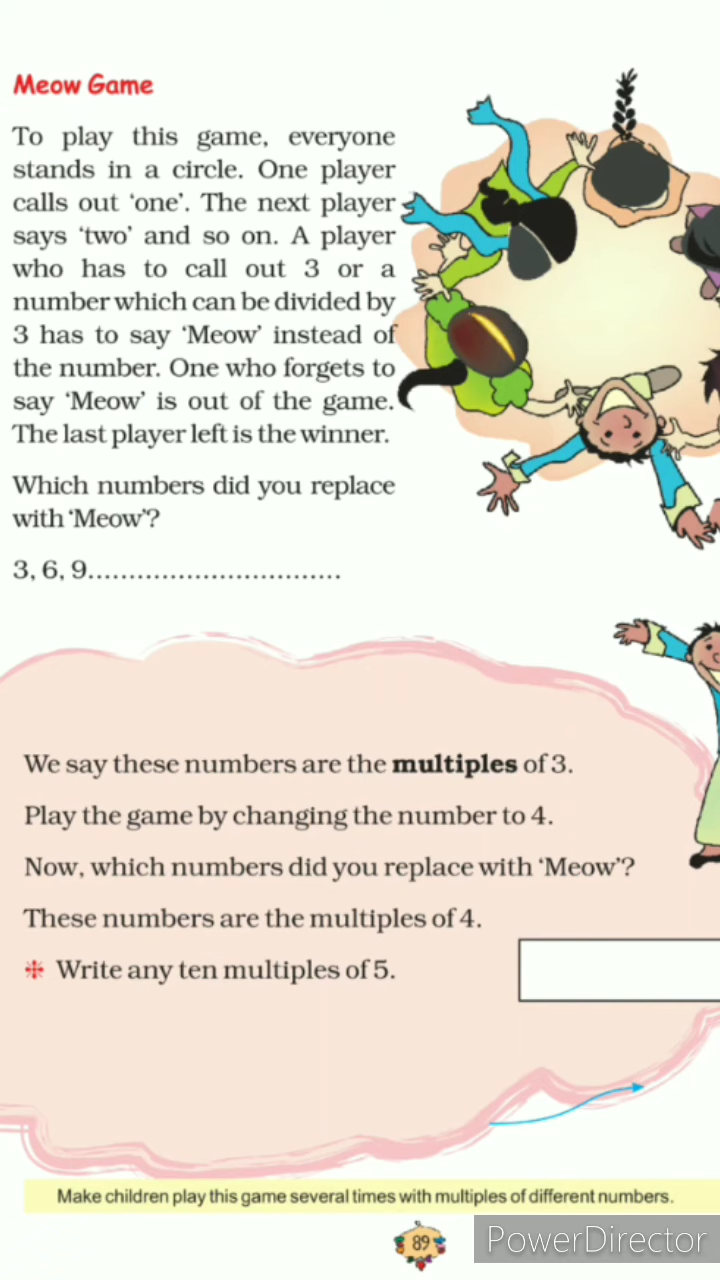 Meow Game
To play this game, everyone
stands in a circle. One player
calls out ‘one’. The next player
says ‘two’ and so on. A player
who has to call out 3 or a
number which can be divided by
3 has to say ‘Meow’ instead of
the number. One who forgets to
say ‘Meow’ is out of the game.
The last player left is the winner.
Which numbers did you replace
with ‘Meow’?
3, 6, 9...............................
We say these numbers are the multiples of 3.
Play the game by changing the number to 4.
Now, which numbers did you replace with ‘Meow’?
These numbers are the multiples of 4.
Write any ten multiples of 5.
Make children play this game several times with multiples of different numbers.
89
PowerDirector